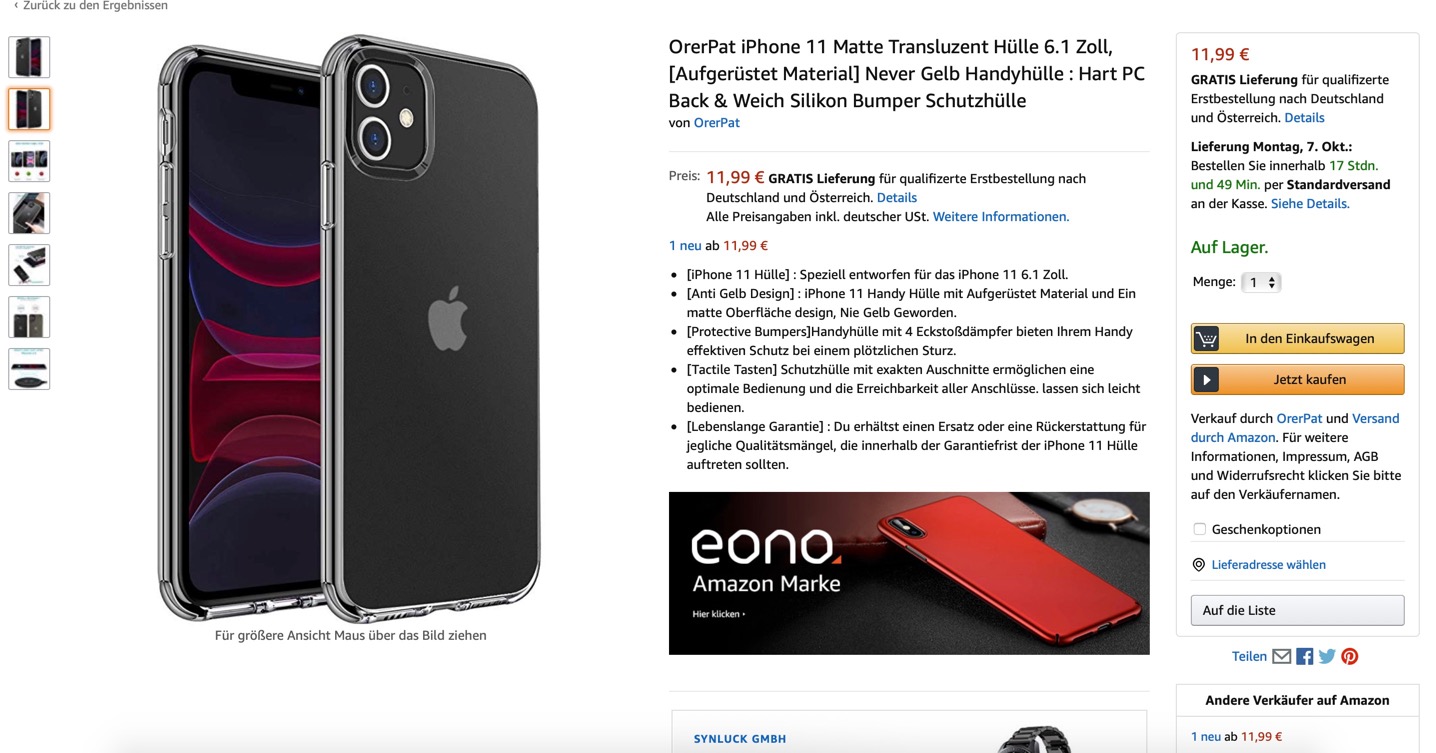 ‹ Zurück zu den Ergebnissen
Für größere Ansicht Maus über das Bild ziehen
OrerPat iPhone 11 Matte Transluzent Hülle 6.1 Zoll,
[Aufgerüstet Material] Never Gelb Handyhülle : Hart PC
Back & Weich Silikon Bumper Schutzhülle
von OrerPat
Preis: 11,99 € GRATIS Lieferung für qualifizerte Erstbestellung nach
Deutschland und Österreich. Details
Alle Preisangaben inkl. deutscher USt. Weitere Informationen.
1 neu ab 11,99 €
• [iPhone 11 Hülle] : Speziel entworfen für das iPhone 11 6.1 Zoll.
• [Anti Gelb Design] : iPhone 11 Handy Hülle mit Aufgerüstet Material und Ein
matte Oberfläche design, Nie Gelb Geworden.
• [Protective Bumpers]Handyhülle mit 4 Eckstoßdämpfer bieten Ihrem Handy
effektiven Schutz bei einem plötzlichen Sturz.
• [Tactile Tasten] Schutzhülle mit exakten Auschnitte ermöglichen eine
optimale Bedienung und die Erreichbarkeit aller Anschlüsse. lassen sich leicht
bedienen.
• [Lebenslange Garantie] : Du erhältst einen Ersatz oder eine Rückerstattung für
jegliche Qualitätsmängel, die innerhalb der Garantiefrist der iPhone 11 Hülle
auftreten sollten.
eono
Amazon Marke
Hier klicken ›
SYNLUCK GMBH
11,99 €
GRATIS Lieferung für qualifizerte
Erstbestellung nach Deutschland
und Österreich. Details
Lieferung Montag, 7. Okt.:
Bestellen Sie innerhalb 17 Stdn.
und 49 Min. per Standardversand
an der Kasse. Siehe Details.
Auf Lager.
Menge: 1
In den Einkaufswagen
Jetzt kaufen
Verkauf durch OrerPat und Versand
durch Amazon. Für weitere
Informationen, Impressum, AGB
und Widerrufsrecht klicken Sie bitte
auf den Verkäufernamen.
Geschenkoptionen
Lieferadresse wählen
Auf die Liste
Teilen
Andere Verkäufer auf Amazon
1 neu ab 11,99 €